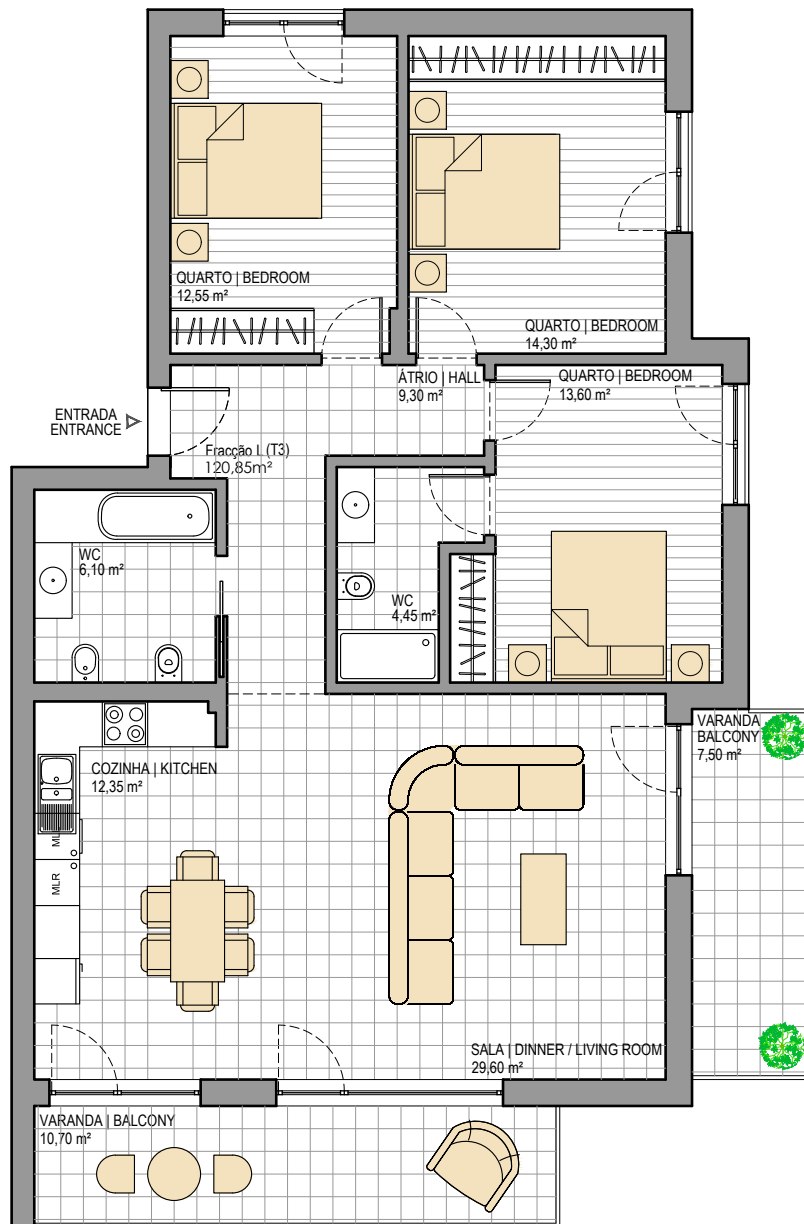 QUARTO | BEDROOM
12,55 m²
QUARTO | BEDROOM
14,30 m²
ÁTRIO | HALL
9,30 m²
QUARTO | BEDROOM
13,60 m²
ENTRADA
ENTRANCE
Fracção L (T3)
120,85m²
WC
6,10 m²
WC
4,45 m²
VARANDA
BALCONY
7,50 m²
COZINHA | KITCHEN
12,35 m²
MLR
SALA | DINNER / LIVING ROOM
29,60 m²
VARANDA | BALCONY
10,70 m²